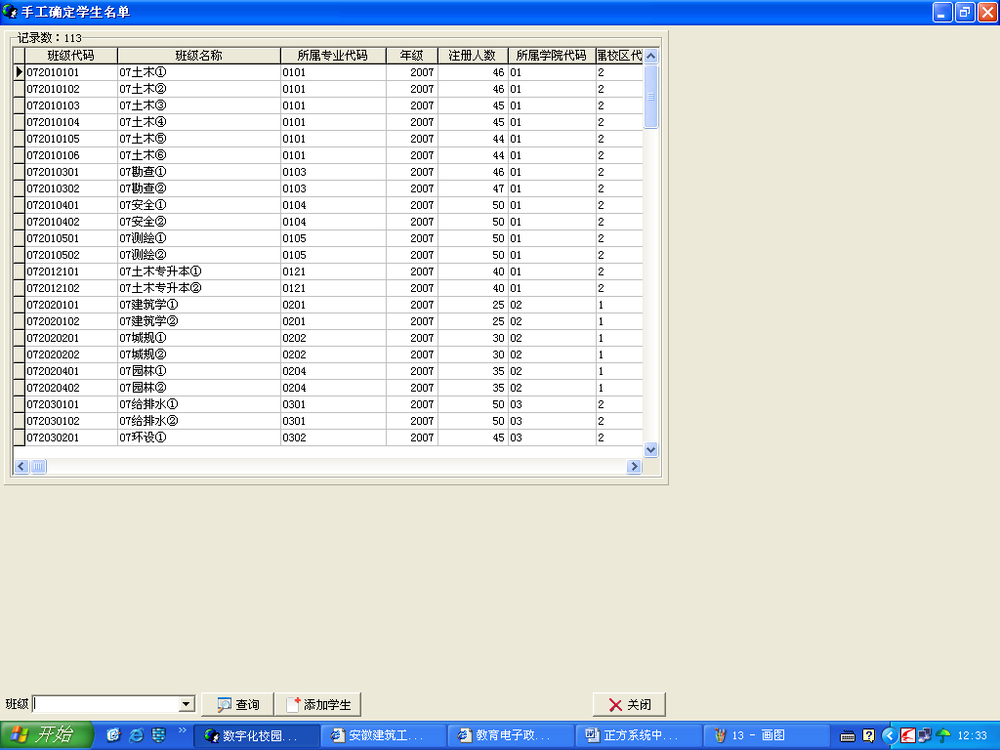 手工确定学生名单
记录数：113
班级代码 班级名称 所属专业代码 年级 注册人数 所属学院代码 属校区代
072010101 07土木① 0101 2007 46 01 2
072010102 07土木② 0101 2007 46 01 2
072010103 07土木③ 0101 2007 45 01 2
072010104 07土木④ 0101 2007 45 01 2
072010105 07土木⑤ 0101 2007 44 01 2
072010106 07土木⑥ 0101 2007 44 01 2
072010301 07勘查① 0103 2007 46 01 2
072010302 07勘查② 0103 2007 47 01 2
072010401 07安全① 0104 2007 50 01 2
072010402 07安全② 0104 2007 50 01 2
072010501 07测绘① 0105 2007 50 01 2
072010502 07测绘② 0105 2007 50 01 2
072012101 07土木专升本① 0121 2007 40 01 2
072012102 07土木专升本② 0121 2007 40 01 2
072020101 07建筑学① 0201 2007 25 02 1
072020102 07建筑学② 0201 2007 25 02 1
072020201 07城规① 0202 2007 30 02 1
072020202 07城规② 0202 2007 30 02 1
072020401 07园林① 0204 2007 35 02 1
072020402 07园林② 0204 2007 35 02 1
072030101 07给排水① 0301 2007 50 03 2
072030102 07给排水② 0301 2007 50 03 2
072030201 07环设① 0302 2007 45 03 2
班级 查询 添加学生 关闭
开始 数字化校园... 安徽建筑工... 教育电子政... 正方系统中... 13 - 画图 12:33